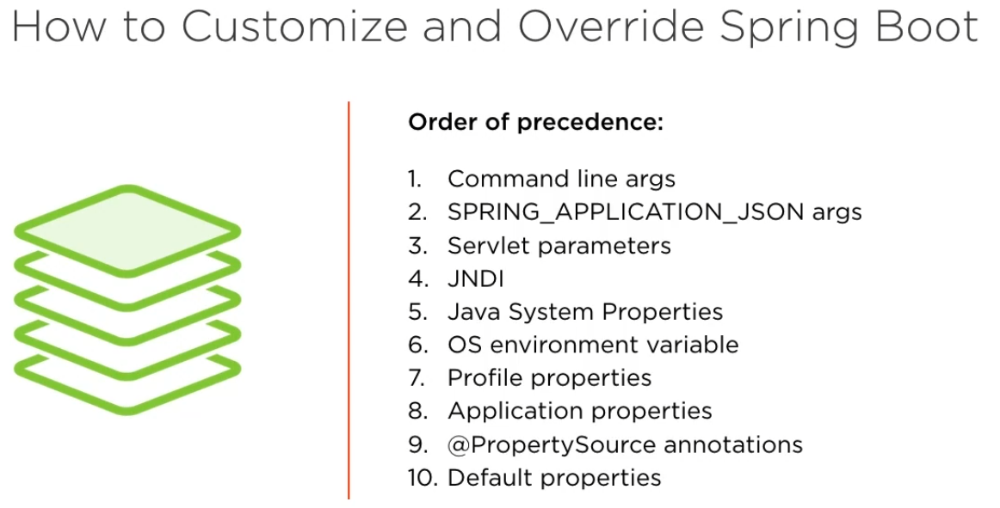 How to Customize and Override Spring Boot
Order of precedence:
1. Command line args
2. SPRING_APPLICATION_JSON args
3. Servlet parameters
4. JNDI
5. Java System Properties
6. OS environment variable
7. Profile properties
8. Application properties
9. @PropertySource annotations
10. Default properties